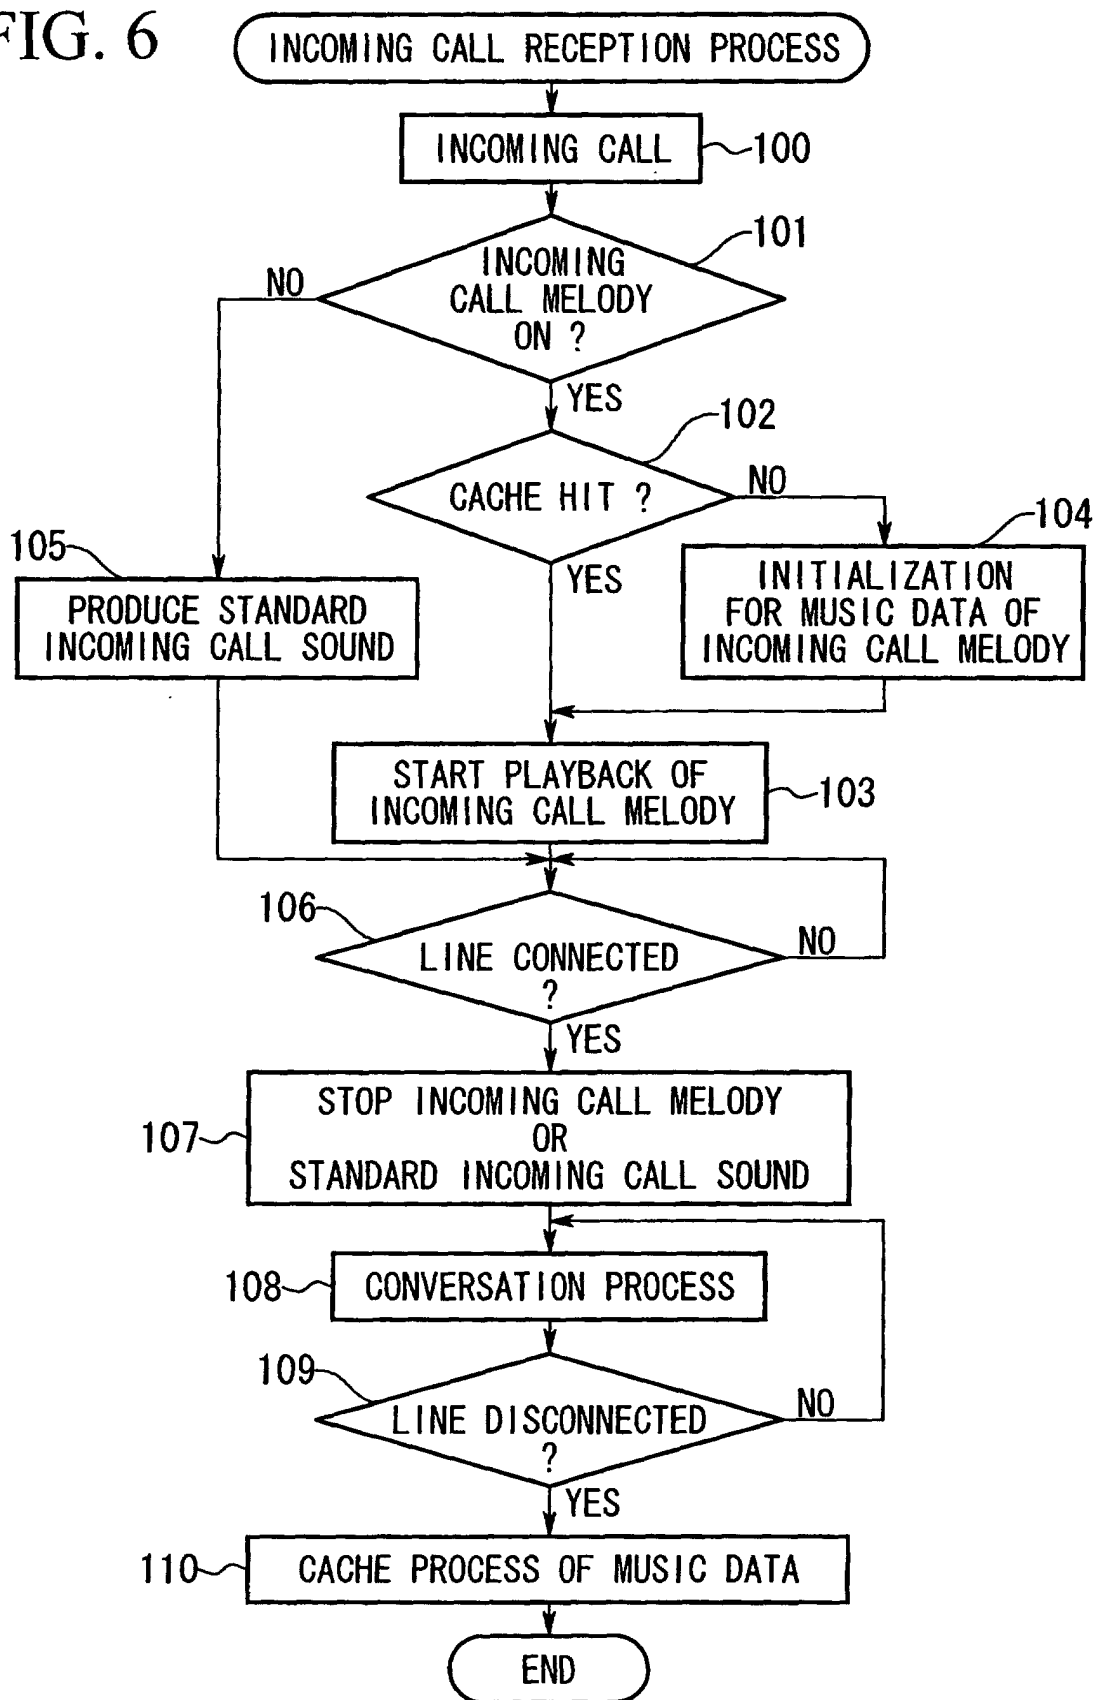 FIG. 6
INCOMING CALL RECEPTION PROCESS
INCOMING CALL
100
101
INCOMING
CALL MELODY
ON ?
NO
YES
102
CACHE HIT ?
NO
YES
104
INITIALIZATION
FOR MUSIC DATA OF
INCOMING CALL MELODY
105
PRODUCE STANDARD
INCOMING CALL SOUND
START PLAYBACK OF
INCOMING CALL MELODY
103
106
LINE CONNECTED
?
NO
YES
107
STOP INCOMING CALL MELODY
OR
STANDARD INCOMING CALL SOUND
108
CONVERSATION PROCESS
109
LINE DISCONNECTED
?
NO
YES
110
CACHE PROCESS OF MUSIC DATA
END